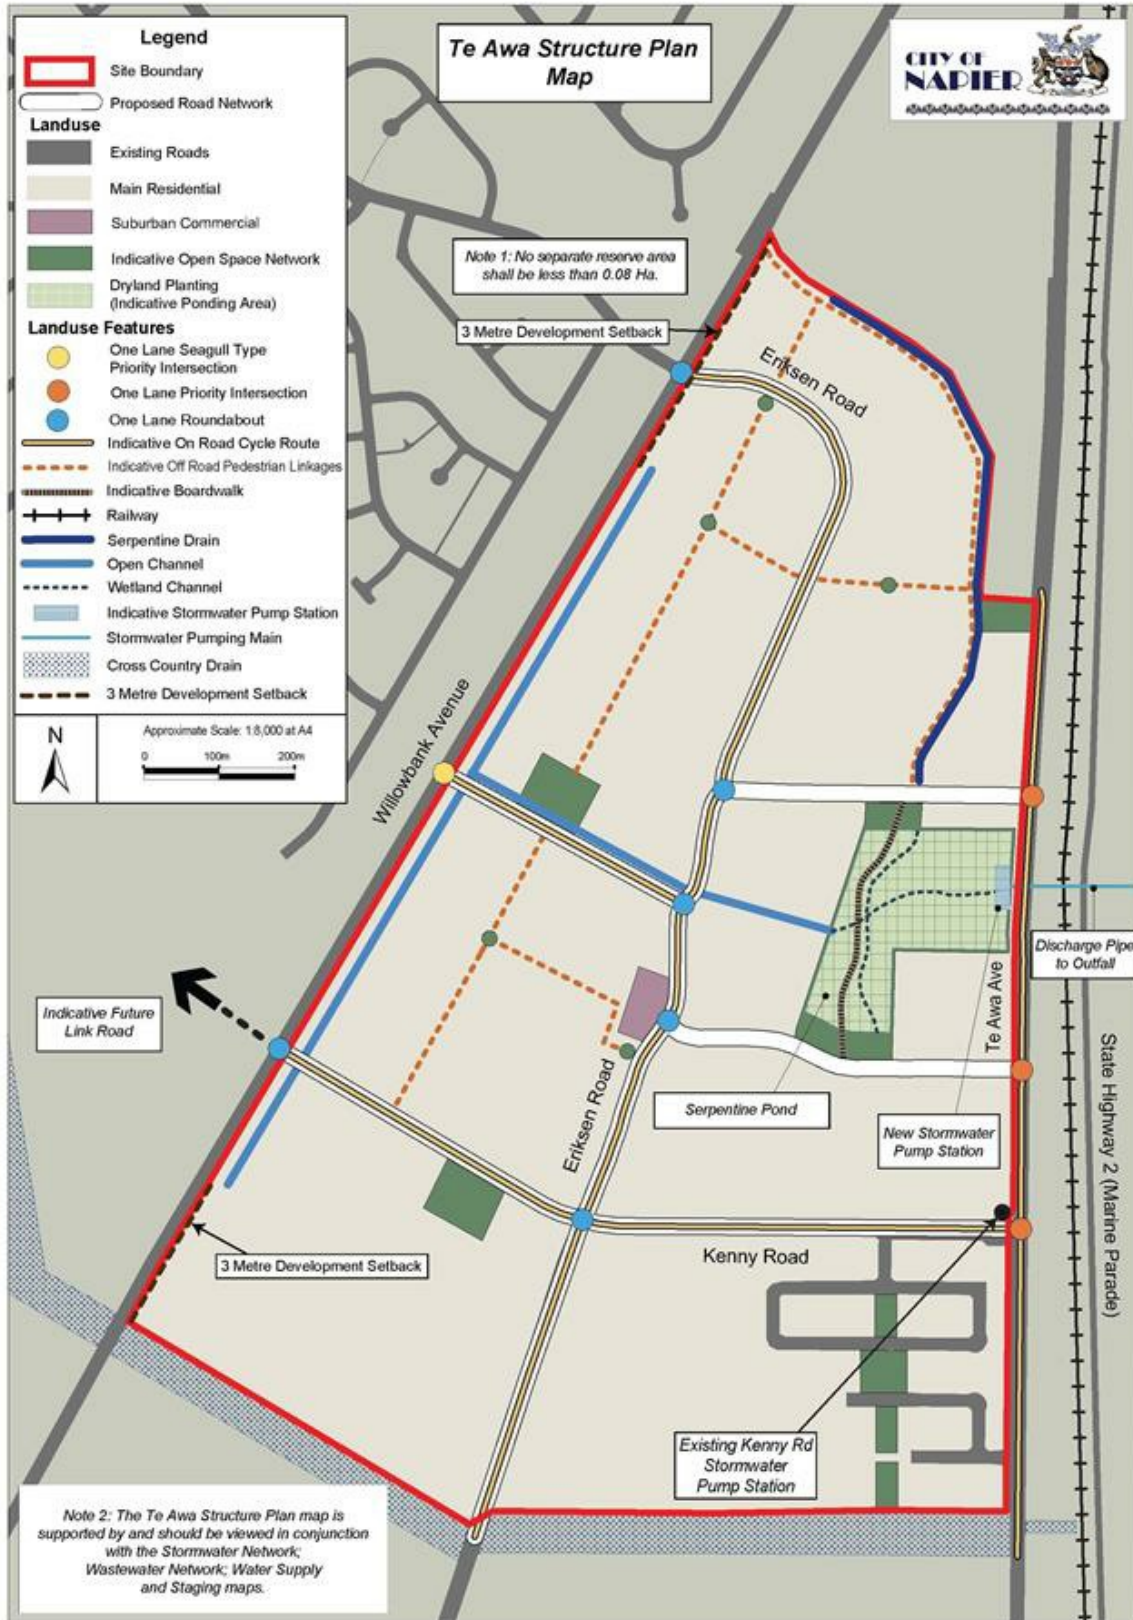 Te Awa Structure Plan
Map
CITY OF
NAPIER
Legend
Site Boundary
Proposed Road Network
Landuse
Existing Roads
Main Residential
Suburban Commercial
Indicative Open Space Network
Dryland Planting
(Indicative Ponding Area)
Landuse Features
One Lane Seagull Type
Priority Intersection
One Lane Priority Intersection
One Lane Roundabout
Indicative On Road Cycle Route
Indicative Off Road Pedestrian Linkages
Indicative Boardwalk
Railway
Serpentine Drain
Open Channel
Wetland Channel
Indicative Stormwater Pump Station
Stormwater Pumping Main
Cross Country Drain
3 Metre Development Setback
N
Approximate Scale: 1:8,000 at A4
0 100m 200m
Note 1: No separate reserve area
shall be less than 0.08 Ha.
3 Metre Development Setback
Eriksen Road
Willowbank Avenue
Discharge Pipe
to Outfall
Te Awa Ave
Indicative Future
Link Road
State Highway 2 (Marine Parade)
Eriksen Road
Serpentine Pond
New Stormwater
Pump Station
3 Metre Development Setback
Kenny Road
Existing Kenny Rd
Stormwater
Pump Station
Note 2: The Te Awa Structure Plan map is
supported by and should be viewed in conjunction
with the Stormwater Network;
Wastewater Network; Water Supply
and Staging maps.